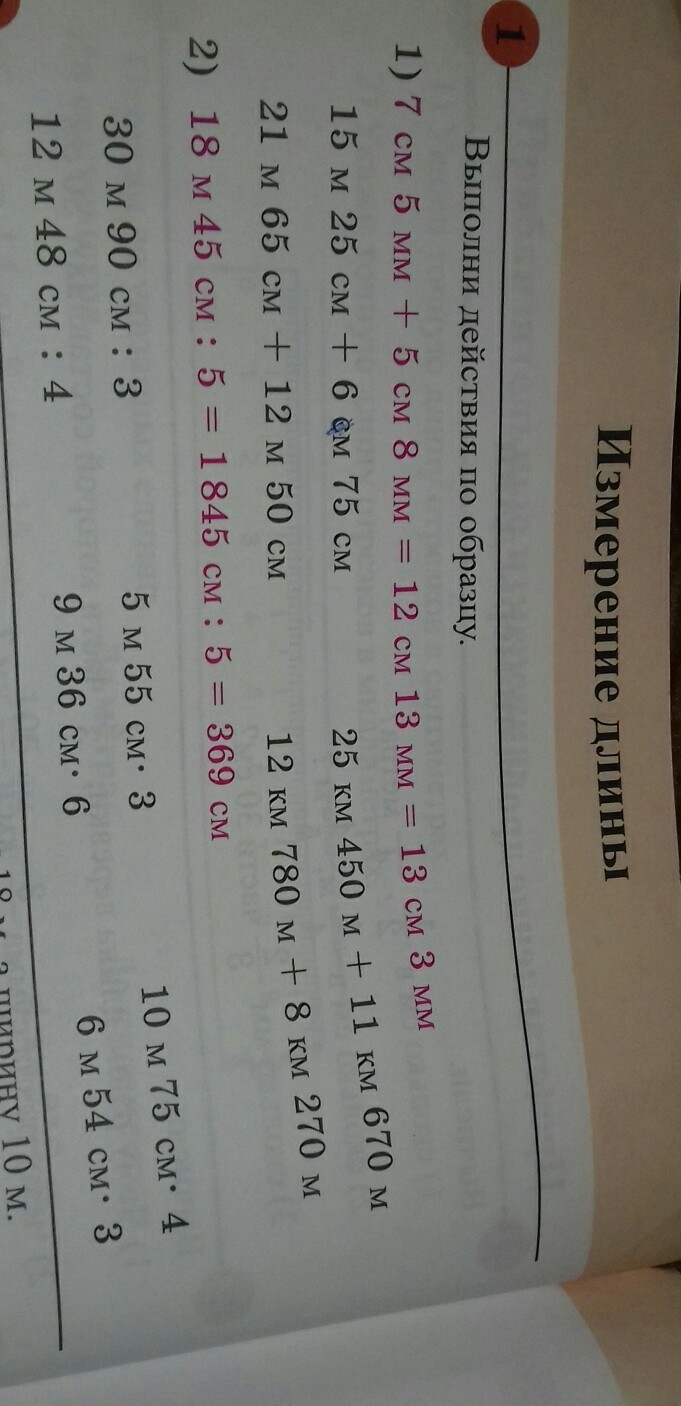 Измерение длины
1
Выполни действия по образцу.
1) 7 см 5 мм + 5 см 8 мм = 12 см 13 мм = 13 см 3 мм
15 м 25 см + 6 см 75 см 25 км 450 м + 11 км 670 м
21 м 65 см + 12 м 50 см 12 км 780 м + 8 км 270 м
2) 18 м 45 см : 5 = 1845 см : 5 = 369 см
30 м 90 см : 3 5 м 55 см · 3 10 м 75 см · 4
12 м 48 см : 4 9 м 36 см · 6 6 м 54 см · 3
18 м, а ширину 10 м.